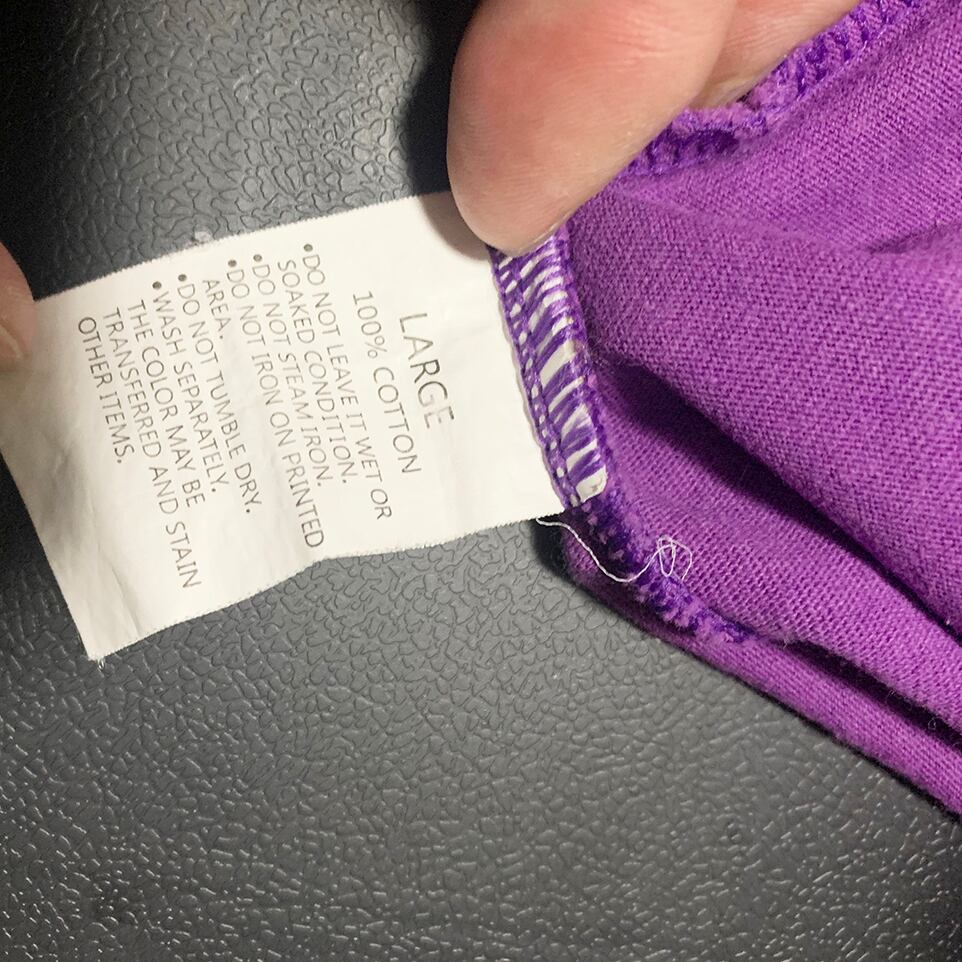 LARGE
100% COTTON
•DO NOT LEAVE IT WET OR
SOAKED CONDITION.
•DO NOT STEAM IRON.
•DO NOT IRON ON PRINTED
AREA.
•DO NOT TUMBLE DRY.
•WASH SEPARATELY.
THE COLOR MAY BE
TRANSFERRED AND STAIN
OTHER ITEMS.